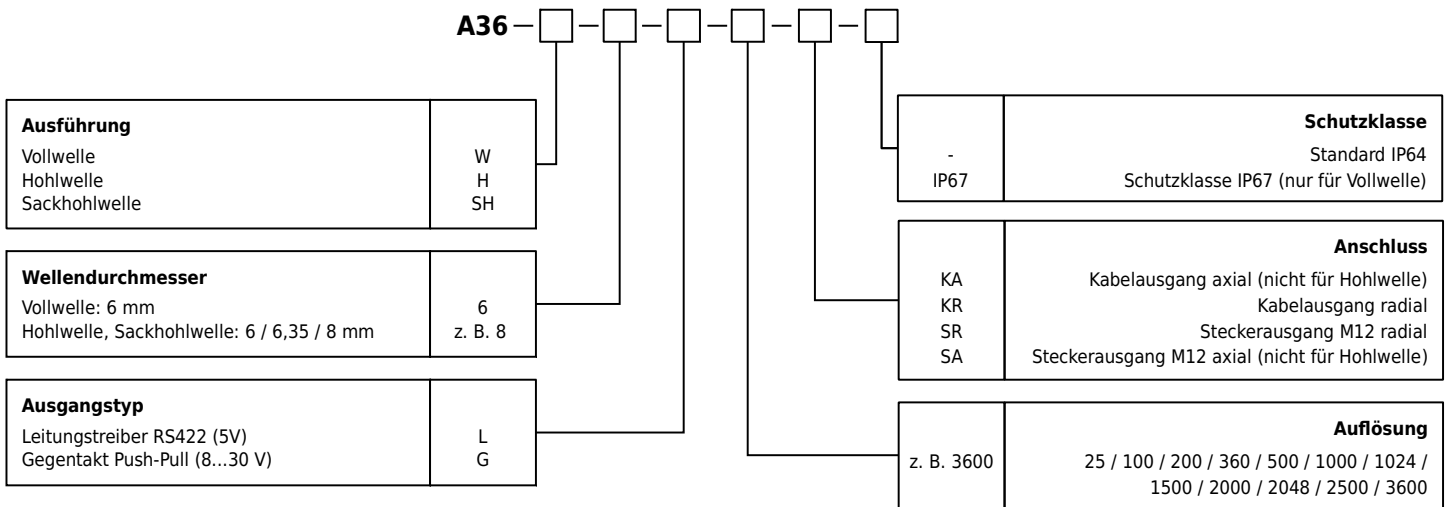 A36
Ausführung
Vollwelle W
Hohlwelle H
Sackhohlwelle SH
Wellendurchmesser
Vollwelle: 6 mm 6
Hohlwelle, Sackhohlwelle: 6 / 6,35 / 8 mm z. B. 8
Ausgangstyp
Leitungstreiber RS422 (5V) L
Gegentakt Push-Pull (8...30 V) G
Schutzklasse
- Standard IP64
IP67 Schutzklasse IP67 (nur für Vollwelle)
Anschluss
KA Kabelausgang axial (nicht für Hohlwelle)
KR Kabelausgang radial
SR Steckerausgang M12 radial
SA Steckerausgang M12 axial (nicht für Hohlwelle)
Auflösung
z. B. 3600 25 / 100 / 200 / 360 / 500 / 1000 / 1024 /
1500 / 2000 / 2048 / 2500 / 3600